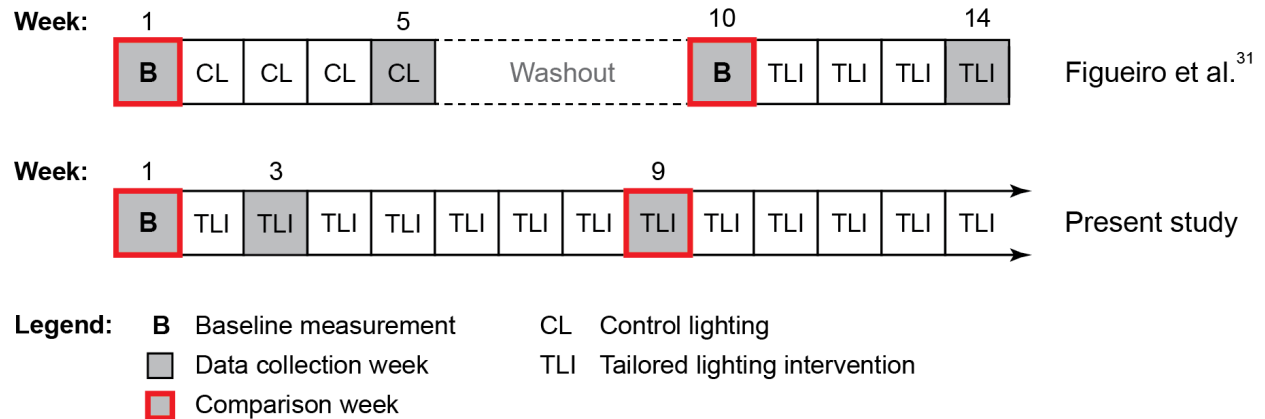 Week: 1 5 10 14
B CL CL CL CL Washout B TLI TLI TLI TLI Figueiro et al.31
Week: 1 3 9
B TLI TLI TLI TLI TLI TLI TLI TLI TLI TLI TLI TLI TLI Present study
Legend: B Baseline measurement CL Control lighting
Data collection week TLI Tailored lighting intervention
Comparison week